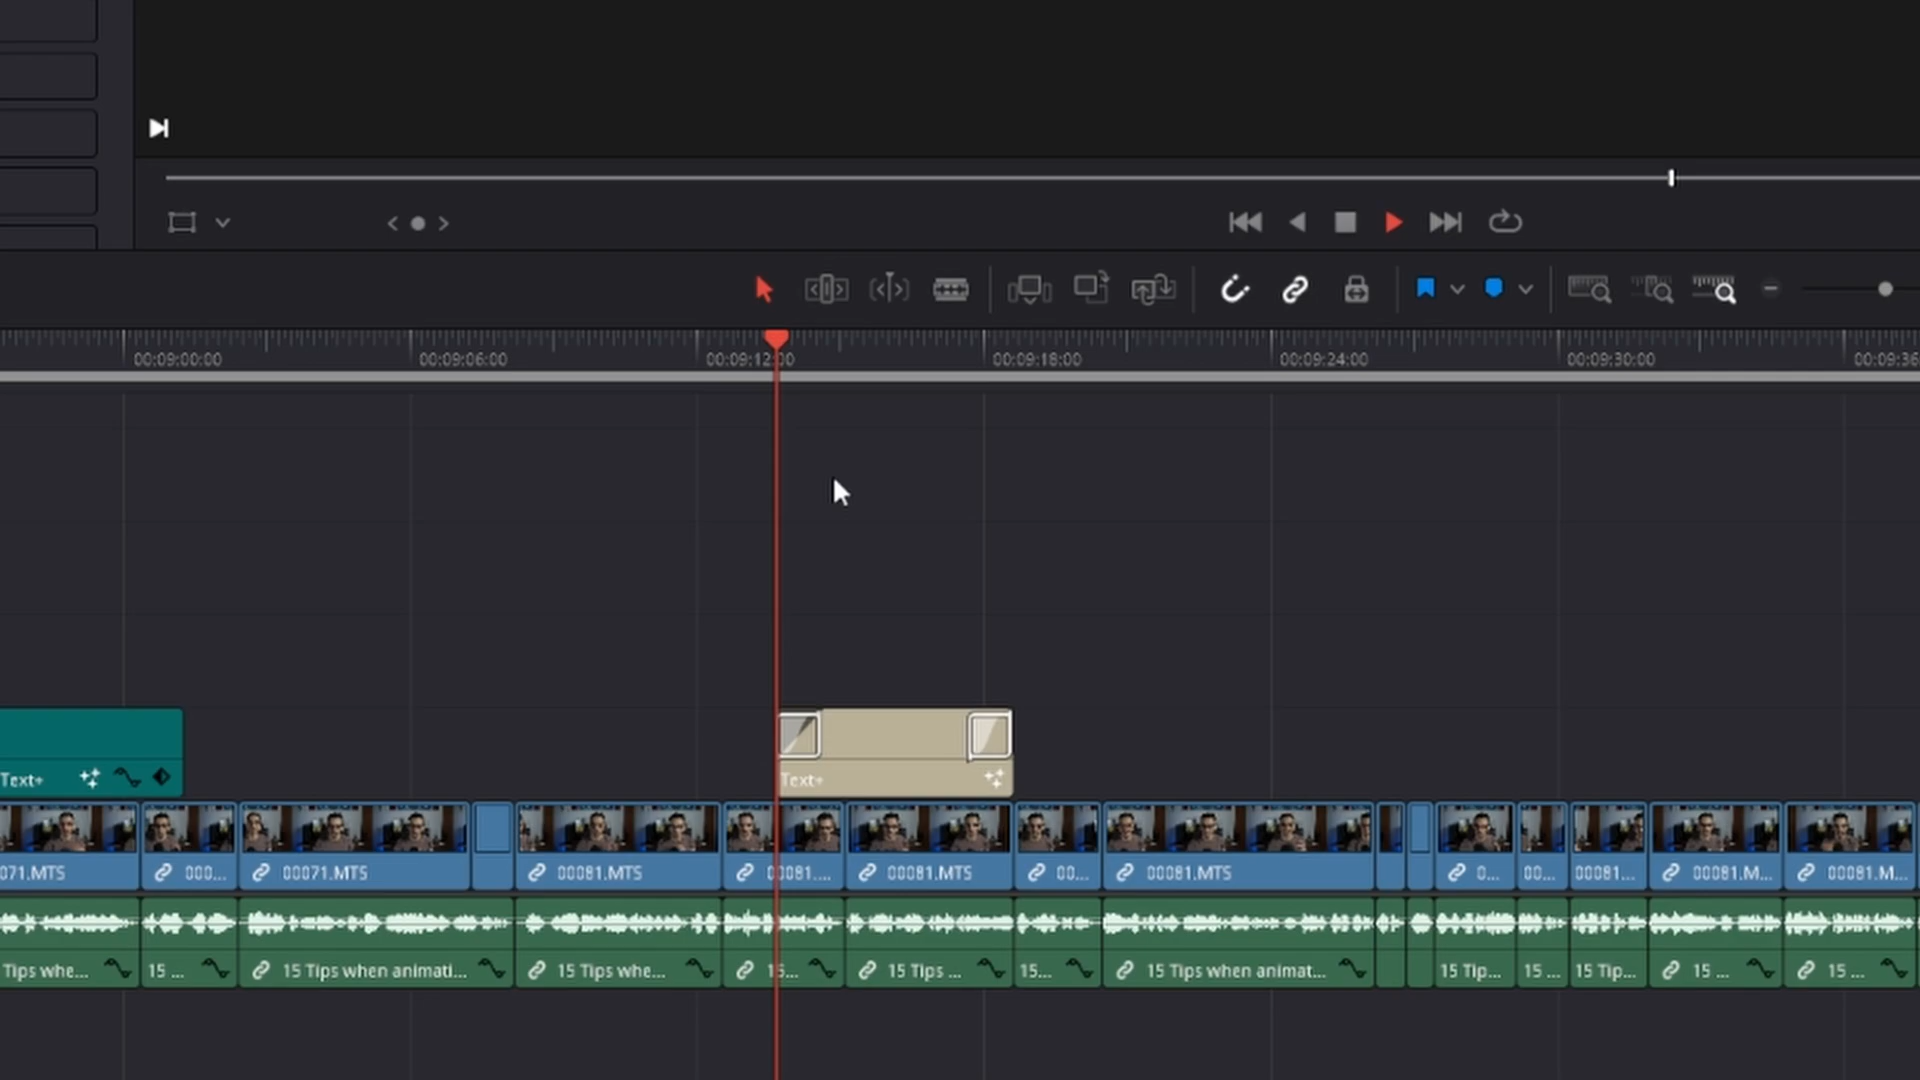 00:09:00:00 00:09:06:00 00:09:12:00 00:09:18:00 00:09:24:00 00:09:30:00 00:09:36
Text+ Text+
071.MTS 000... 00071.MTS 00081.MTS 00081.... 00081.MTS 00... 00081.MTS 0... 00... 00081... 00081.M... 00081.M...
Tips whe... 15 ... 15 Tips when animati... 15 Tips whe... 15... 15 Tips ... 15... 15 Tips when animat... 15 Tip... 15 ... 15 Tip... 15 ... 15 ...